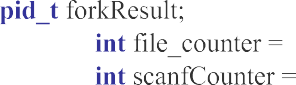 pid_t forkResult;
int file_counter =
int scanfCounter =